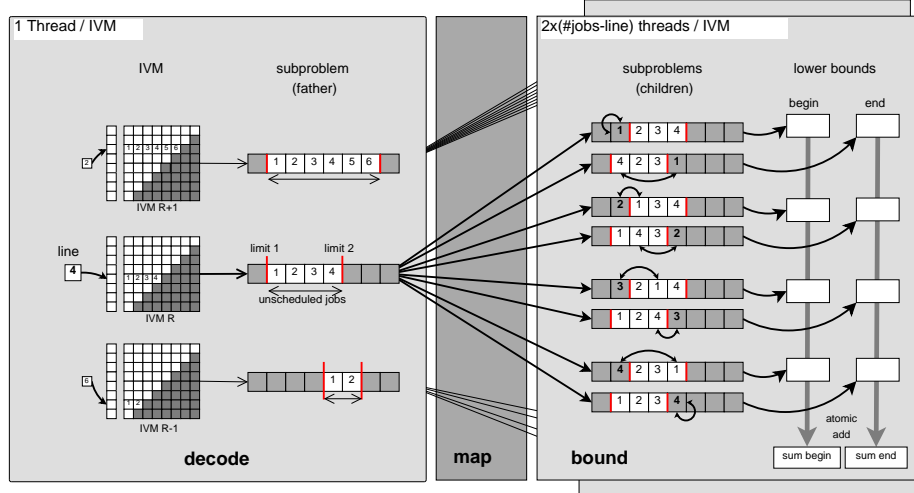 1 Thread / IVM
2x(#jobs-line) threads / IVM
IVM
subproblem
(father)
subproblems
(children)
lower bounds
begin
end
2
1 2 3 4 5 6
IVM R+1
1 2 3 4 5 6
line
4
1 2 3 4
IVM R
limit 1
limit 2
1 2 3 4
unscheduled jobs
6
1 2
IVM R-1
1 2
1 2 3 4
4 2 3 1
2 1 3 4
1 4 3 2
3 2 1 4
1 2 4 3
4 2 3 1
1 2 3 4
atomic
add
sum begin
sum end
decode
map
bound